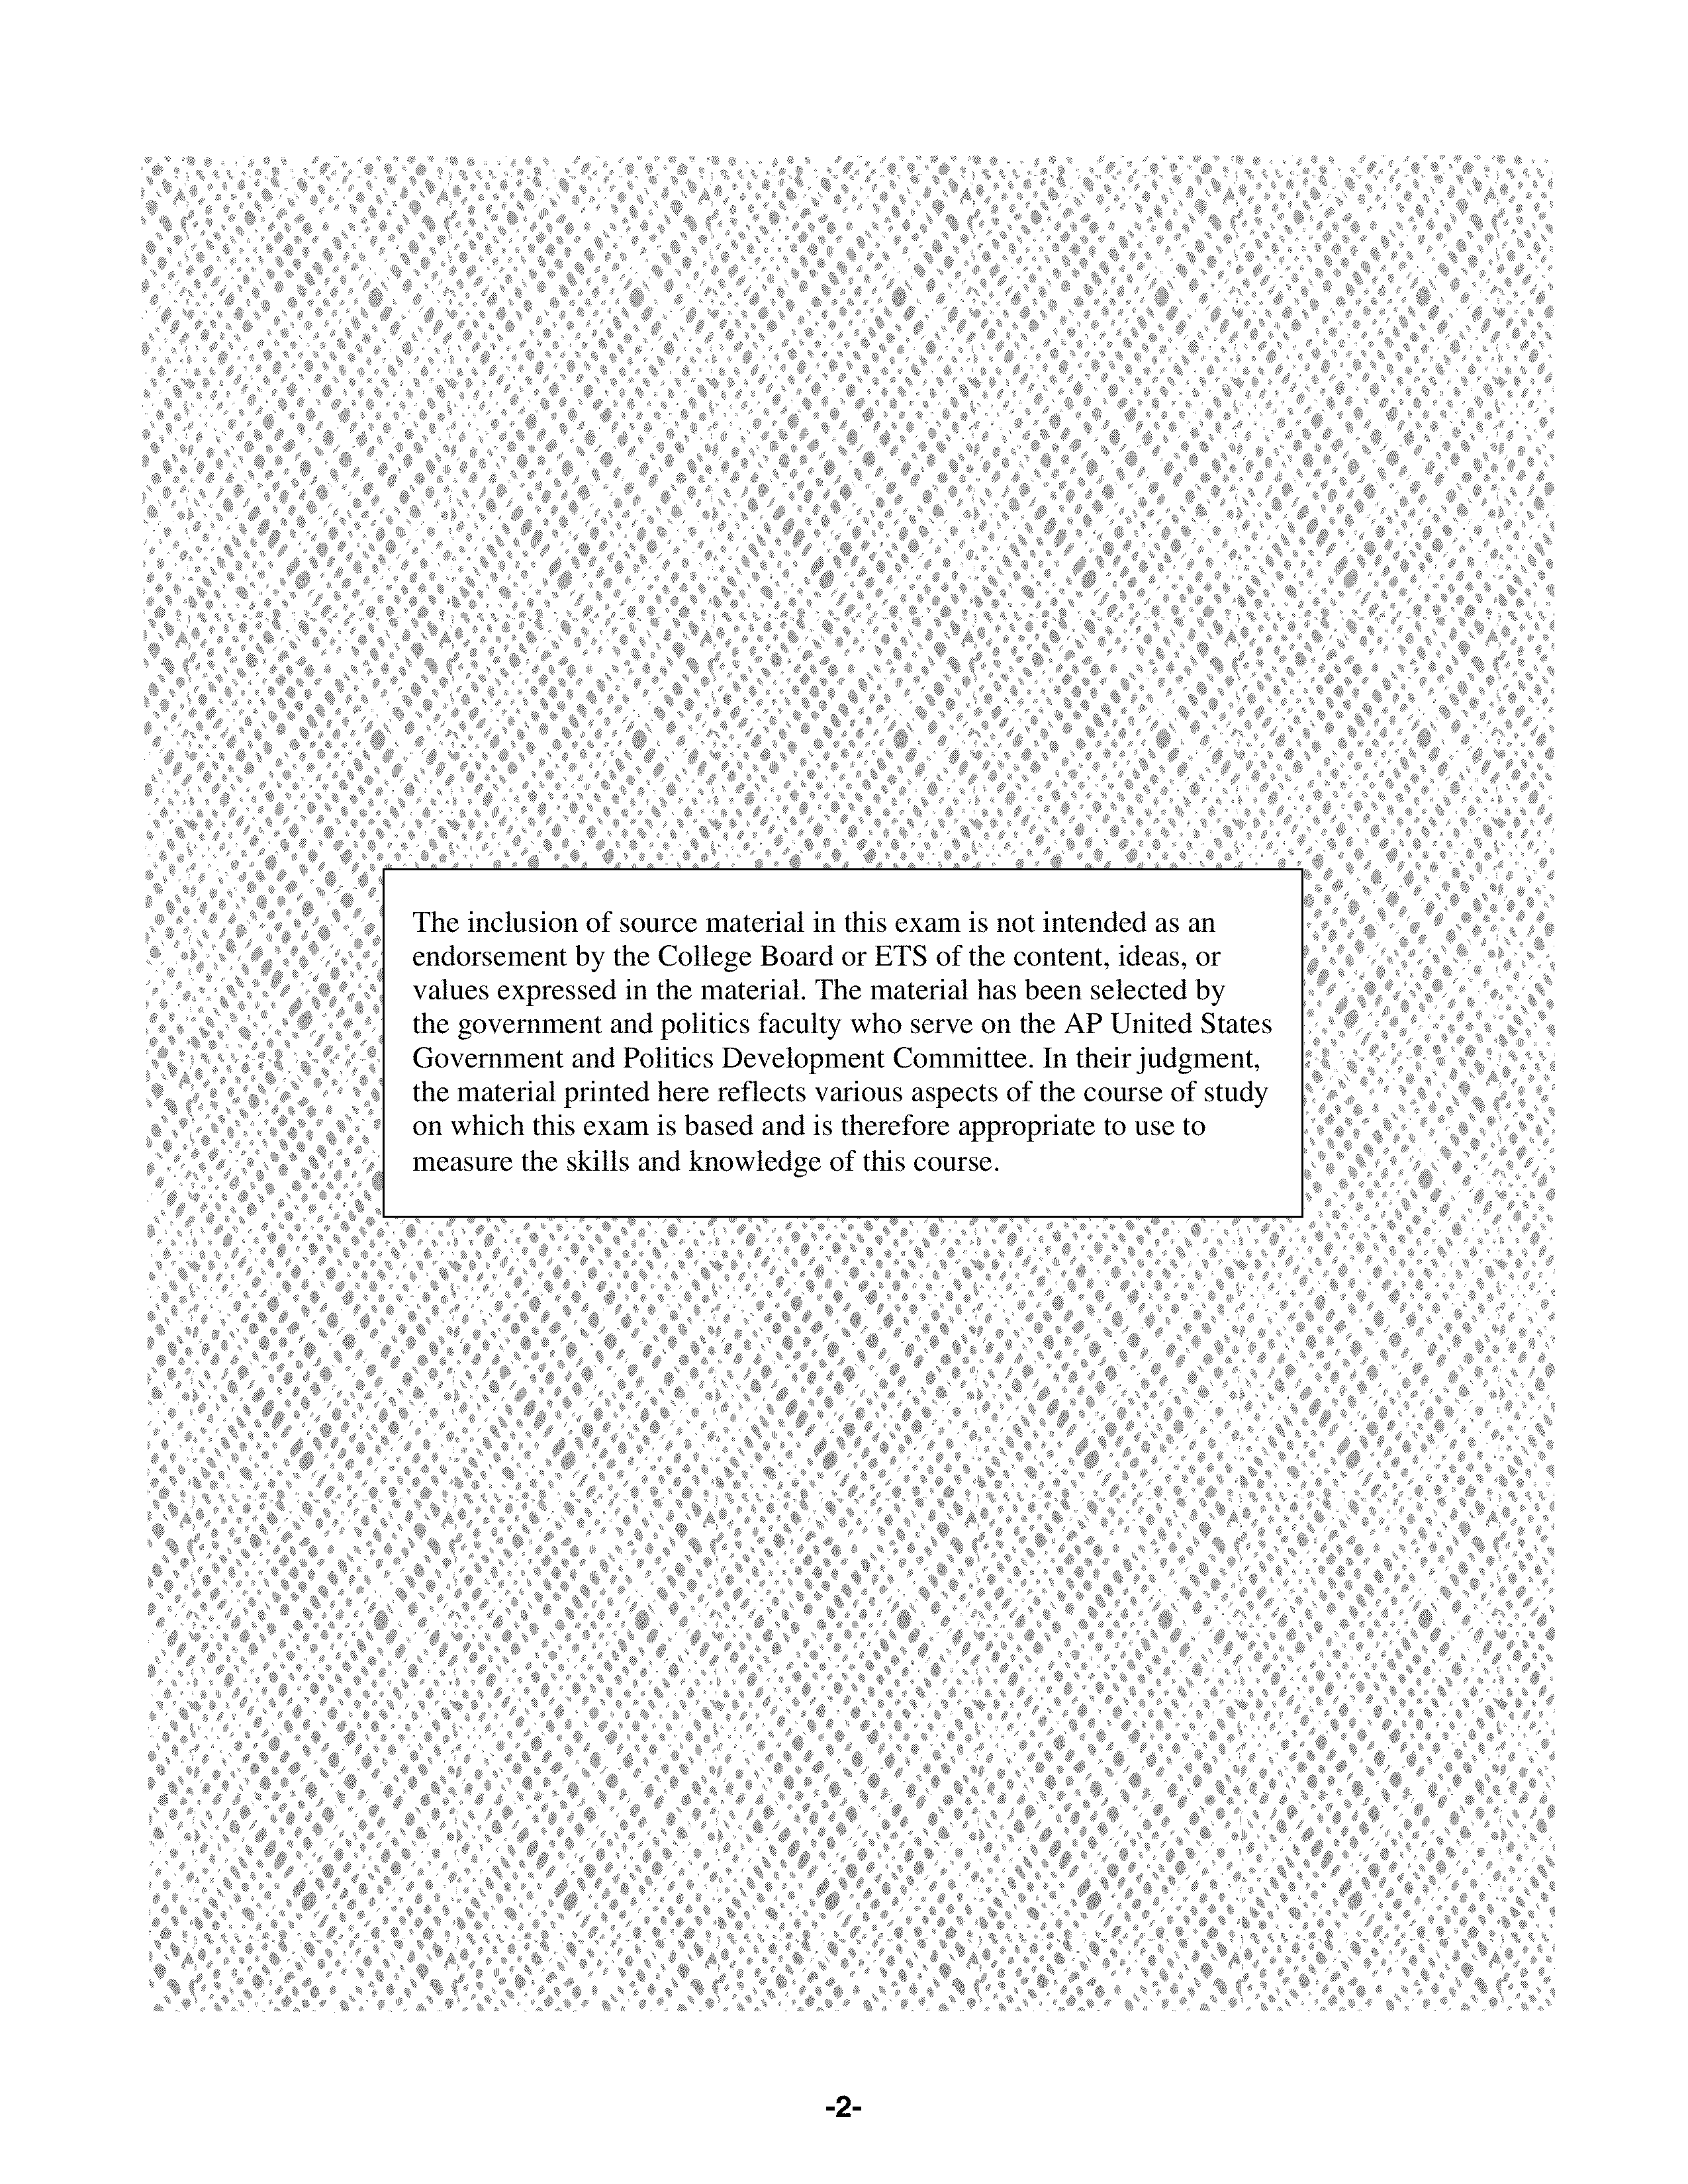 The inclusion of source material in this exam is not intended as an
endorsement by the College Board or ETS of the content, ideas, or
values expressed in the material. The material has been selected by
the government and politics faculty who serve on the AP United States
Government and Politics Development Committee. In their judgment,
the material printed here reflects various aspects of the course of study
on which this exam is based and is therefore appropriate to use to
measure the skills and knowledge of this course.
-2-